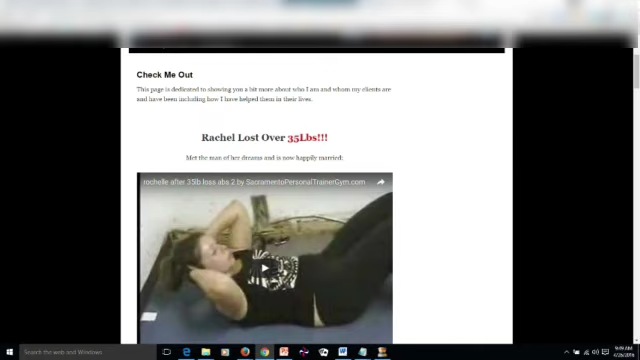 Check Me Out
This page is dedicated to showing you a bit more about who I am and whom my clients are
and have been including how I have helped them in their lives.
Rachel Lost Over 35Lbs!!!
Met the man of her dreams and is now happily married:
rochelle after 35lb loss abs 2 by SacramentoPersonalTrainerGym.com
Search the web and Windows
9:09 AM